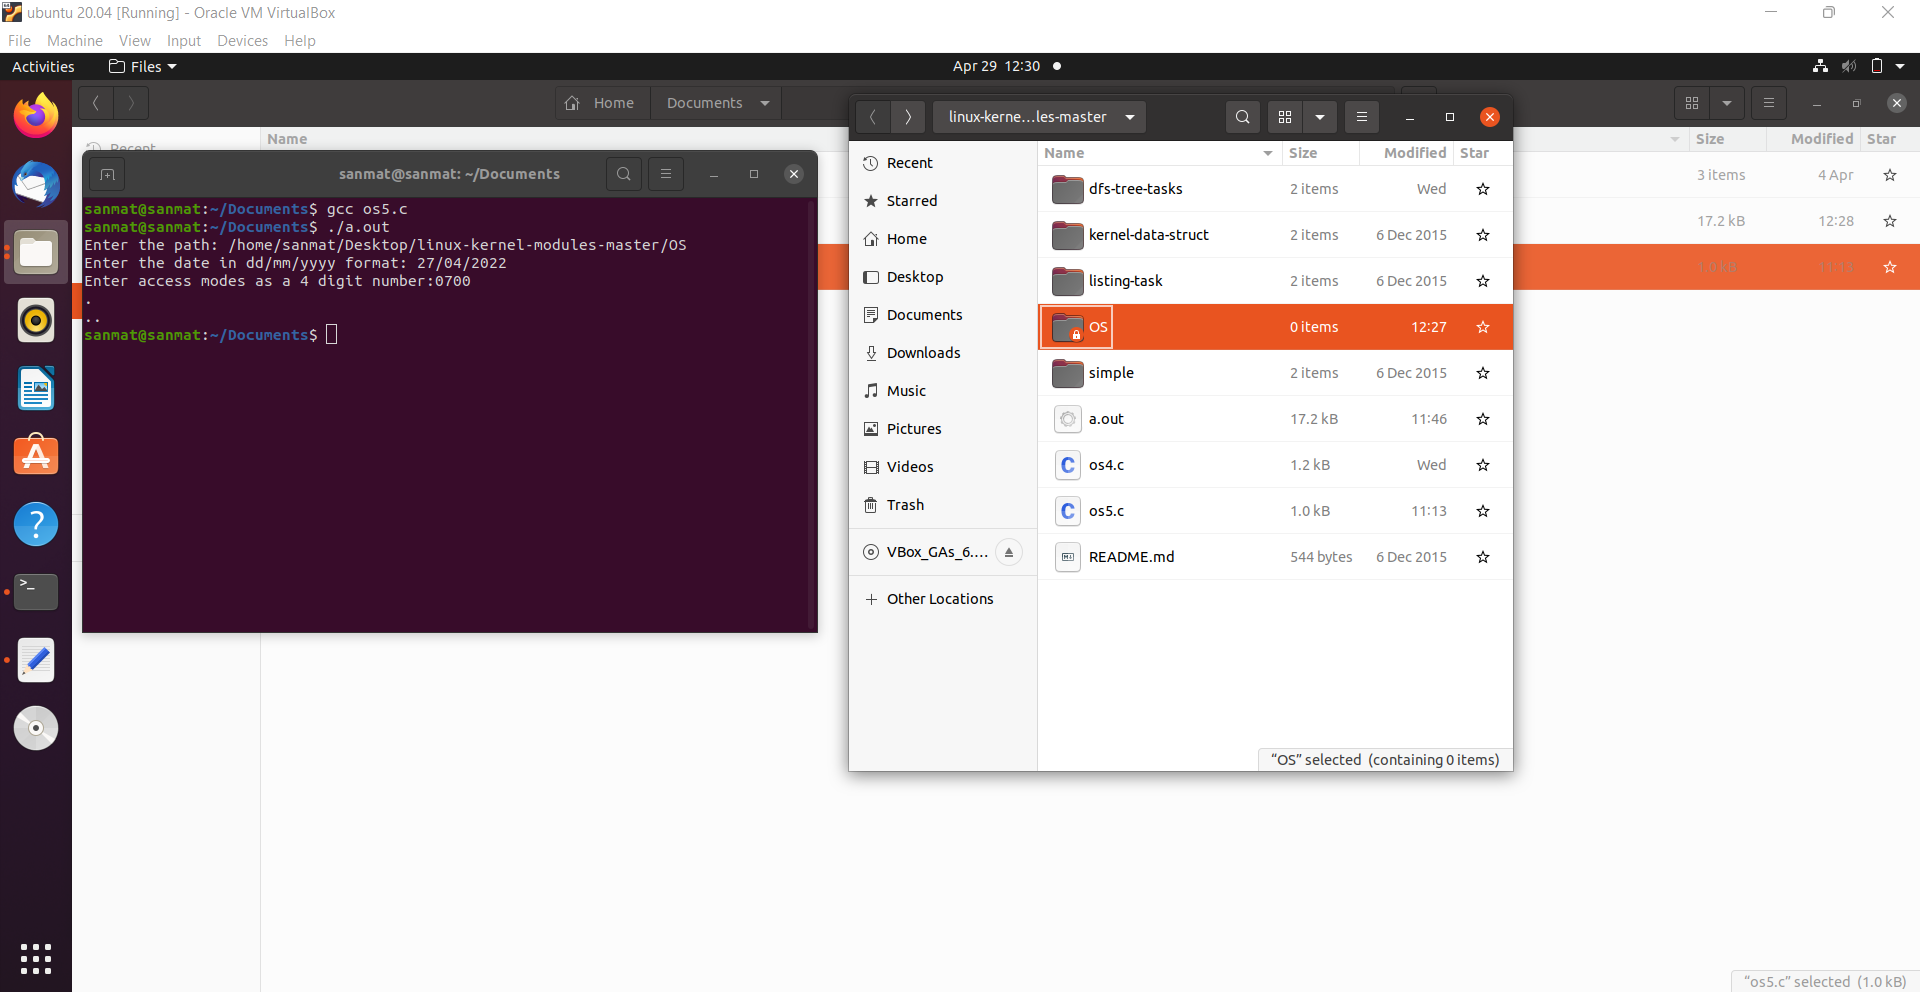 ubuntu 20.04 [Running] - Oracle VM VirtualBox
File Machine View Input Devices Help
Activities Files Apr 29 12:30
Home Documents
Name Size Modified Star
Recent
3 items 4 Apr
17.2 kB 12:28
1.0 kB 11:13
sanmat@sanmat: ~/Documents
sanmat@sanmat:~/Documents$ gcc os5.c
sanmat@sanmat:~/Documents$ ./a.out
Enter the path: /home/sanmat/Desktop/linux-kernel-modules-master/OS
Enter the date in dd/mm/yyyy format: 27/04/2022
Enter access modes as a 4 digit number:0700
.
..
sanmat@sanmat:~/Documents$
linux-kerne...les-master
Recent
Starred
Home
Desktop
Documents
Downloads
Music
Pictures
Videos
Trash
VBox_GAs_6....
+ Other Locations
Name Size Modified Star
dfs-tree-tasks 2 items Wed
kernel-data-struct 2 items 6 Dec 2015
listing-task 2 items 6 Dec 2015
OS 0 items 12:27
simple 2 items 6 Dec 2015
a.out 17.2 kB 11:46
C os4.c 1.2 kB Wed
C os5.c 1.0 kB 11:13
README.md 544 bytes 6 Dec 2015
“OS” selected (containing 0 items)
“os5.c” selected (1.0 kB)